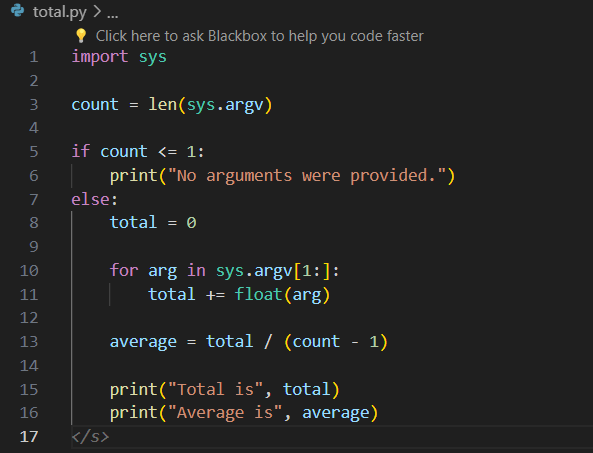 total.py > ...
Click here to ask Blackbox to help you code faster
1 import sys
2
3 count = len(sys.argv)
4
5 if count <= 1:
6     print("No arguments were provided.")
7 else:
8     total = 0
9
10     for arg in sys.argv[1:]:
11         total += float(arg)
12
13     average = total / (count - 1)
14
15     print("Total is", total)
16     print("Average is", average)
17 </s>